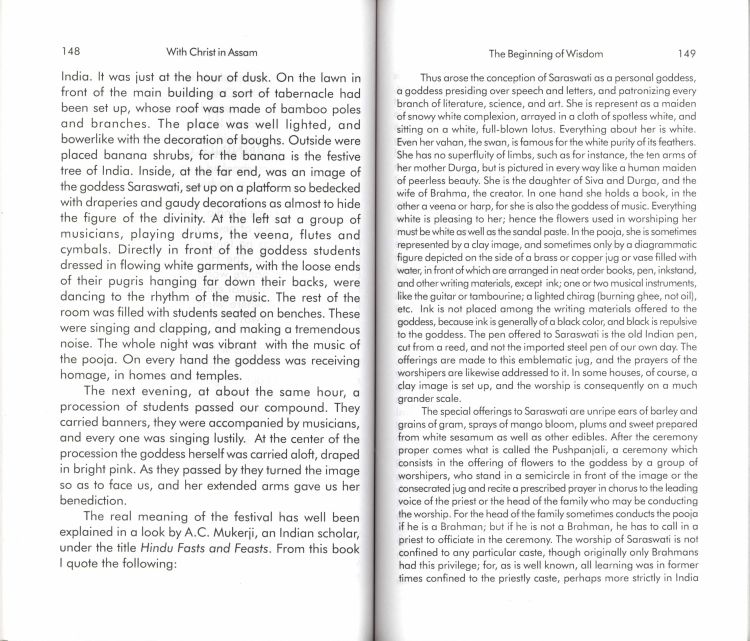 148 With Christ in Assam
India. It was just at the hour of dusk. On the lawn in
front of the main building a sort of tabernacle had
been set up, whose roof was made of bamboo poles
and branches. The place was well lighted, and
bowerlike with the decoration of boughs. Outside were
placed banana shrubs, for the banana is the festive
tree of India. Inside, at the far end, was an image of
the goddess Saraswati, set up on a platform so bedecked
with draperies and gaudy decorations as almost to hide
the figure of the divinity. At the left sat a group of
musicians, playing drums, the veena, flutes and
cymbals. Directly in front of the goddess students
dressed in flowing white garments, with the loose ends
of their pugris hanging far down their backs, were
dancing to the rhythm of the music. The rest of the
room was filled with students seated on benches. These
were singing and clapping, and making a tremendous
noise. The whole night was vibrant with the music of
the pooja. On every hand the goddess was receiving
homage, in homes and temples.
The next evening, at about the same hour, a
procession of students passed our compound. They
carried banners, they were accompanied by musicians,
and every one was singing lustily. At the center of the
procession the goddess herself was carried aloft, draped
in bright pink. As they passed by they turned the image
so as to face us, and her extended arms gave us her
benediction.
The real meaning of the festival has well been
explained in a look by A.C. Mukerji, an Indian scholar,
under the title Hindu Fasts and Feasts. From this book
I quote the following:
The Beginning of Wisdom 149
Thus arose the conception of Saraswati as a personal goddess,
a goddess presiding over speech and letters, and patronizing every
branch of literature, science, and art. She is represent as a maiden
of snowy white complexion, arrayed in a cloth of spotless white, and
sitting on a white, full-blown lotus. Everything about her is white.
Even her vahan, the swan, is famous for the white purity of its feathers.
She has no superfluity of limbs, such as for instance, the ten arms of
her mother Durga, but is pictured in every way like a human maiden
of peerless beauty. She is the daughter of Siva and Durga, and the
wife of Brahma, the creator. In one hand she holds a book, in the
other a veena or harp, for she is also the goddess of music. Everything
white is pleasing to her; hence the flowers used in worshiping her
must be white as well as the sandal paste. In the pooja, she is sometimes
represented by a clay image, and sometimes only by a diagrammatic
figure depicted on the side of a brass or copper jug or vase filled with
water, in front of which are arranged in neat order books, pen, inkstand,
and other writing materials, except ink; one or two musical instruments,
like the guitar or tambourine; a lighted chirag (burning ghee, not oil),
etc. Ink is not placed among the writing materials offered to the
goddess, because ink is generally of a black color, and black is repulsive
to the goddess. The pen offered to Saraswati is the old Indian pen,
cut from a reed, and not the imported steel pen of our own day. The
offerings are made to this emblematic jug, and the prayers of the
worshipers are likewise addressed to it. In some houses, of course, a
clay image is set up, and the worship is consequently on a much
grander scale.
The special offerings to Saraswati are unripe ears of barley and
grains of gram, sprays of mango bloom, plums and sweet prepared
from white sesamum as well as other edibles. After the ceremony
proper comes what is called the Pushpanjali, a ceremony which
consists in the offering of flowers to the goddess by a group of
worshipers, who stand in a semicircle in front of the image or the
consecrated jug and recite a prescribed prayer in chorus to the leading
voice of the priest or the head of the family who may be conducting
the worship. For the head of the family sometimes conducts the pooja
if he is a Brahman; but if he is not a Brahman, he has to call in a
priest to officiate in the ceremony. The worship of Saraswati is not
confined to any particular caste, though originally only Brahmans
had this privilege; for, as is well known, all learning was in former
times confined to the priestly caste, perhaps more strictly in India